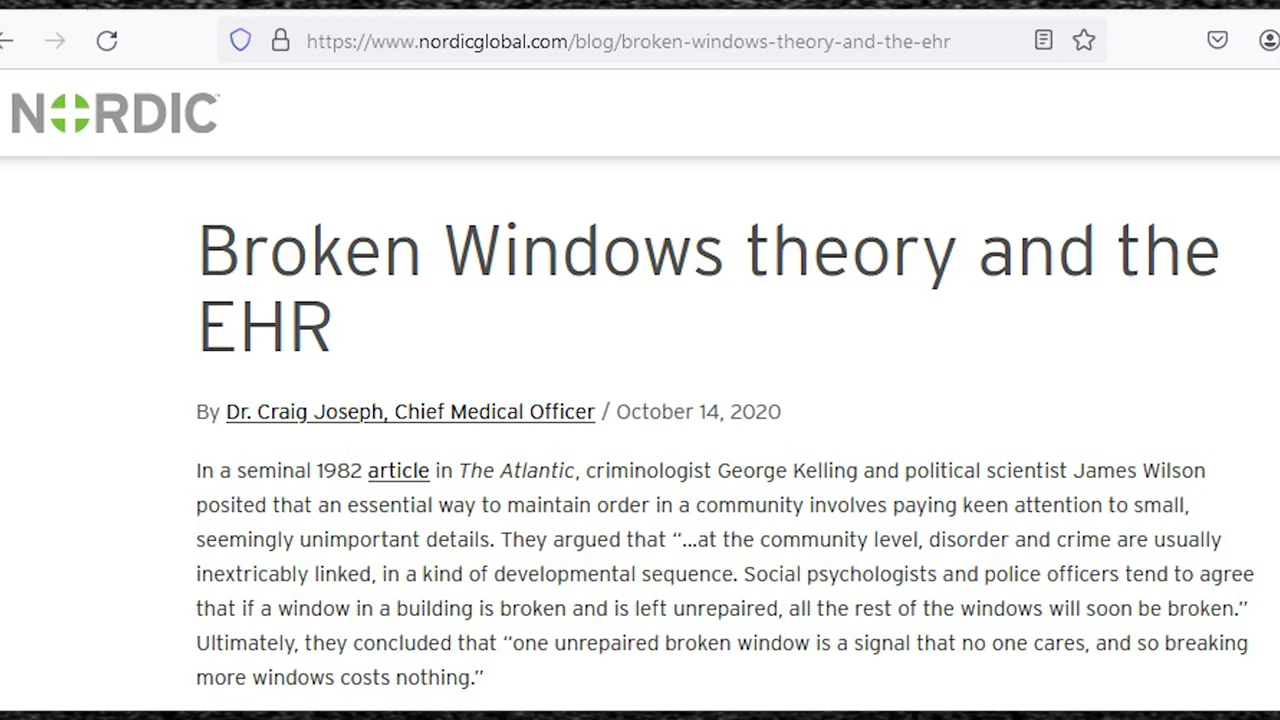 https://www.nordicglobal.com/blog/broken-windows-theory-and-the-ehr
NORDIC
Broken Windows theory and the
EHR
By Dr. Craig Joseph, Chief Medical Officer / October 14, 2020
In a seminal 1982 article in The Atlantic, criminologist George Kelling and political scientist James Wilson
posited that an essential way to maintain order in a community involves paying keen attention to small,
seemingly unimportant details. They argued that “...at the community level, disorder and crime are usually
inextricably linked, in a kind of developmental sequence. Social psychologists and police officers tend to agree
that if a window in a building is broken and is left unrepaired, all the rest of the windows will soon be broken.”
Ultimately, they concluded that “one unrepaired broken window is a signal that no one cares, and so breaking
more windows costs nothing.”